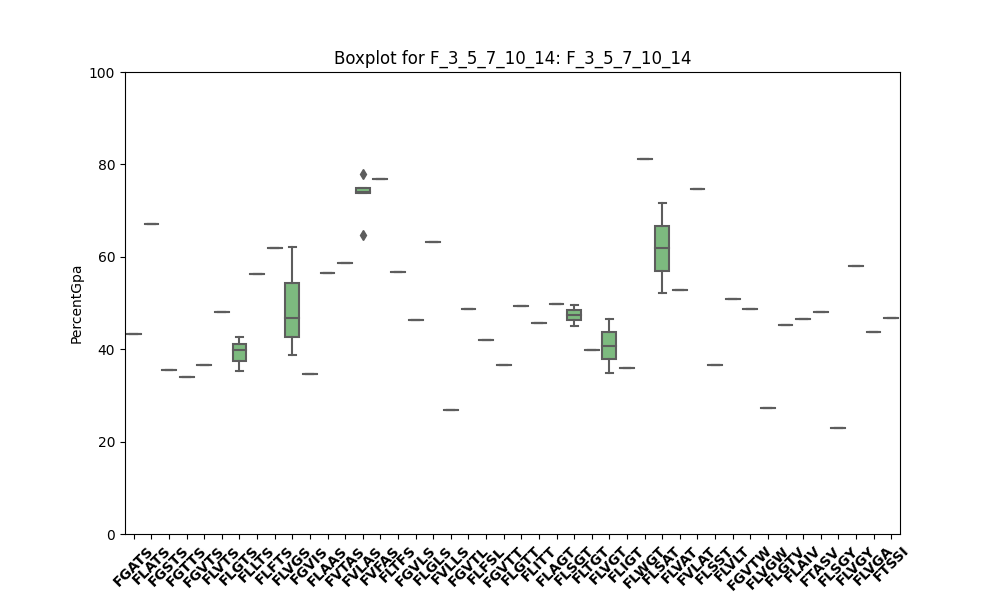 Boxplot for F_3_5_7_10_14: F_3_5_7_10_14
PercentGpa
100
80
60
40
20
0
FGATS
FLATS
FGSTS
FGTTS
FGVTS
FLVTS
FLGTS
FLLTS
FLFTS
FLVGS
FGVIS
FLAAS
FVTAS
FVLAS
FVFAS
FLTFS
FGVLS
FLGLS
FVLLS
FGVTL
FLFSL
FGVTT
FLGTT
FLITT
FLAGT
FLSGT
FLTGT
FLVGT
FLIGT
FLWGT
FLSAT
FLVAT
FVLAT
FLSST
FLVLT
FGVTW
FLVGW
FLGTV
FLAIV
FTASV
FLSGY
FLVGY
FLVGA
FTSSI